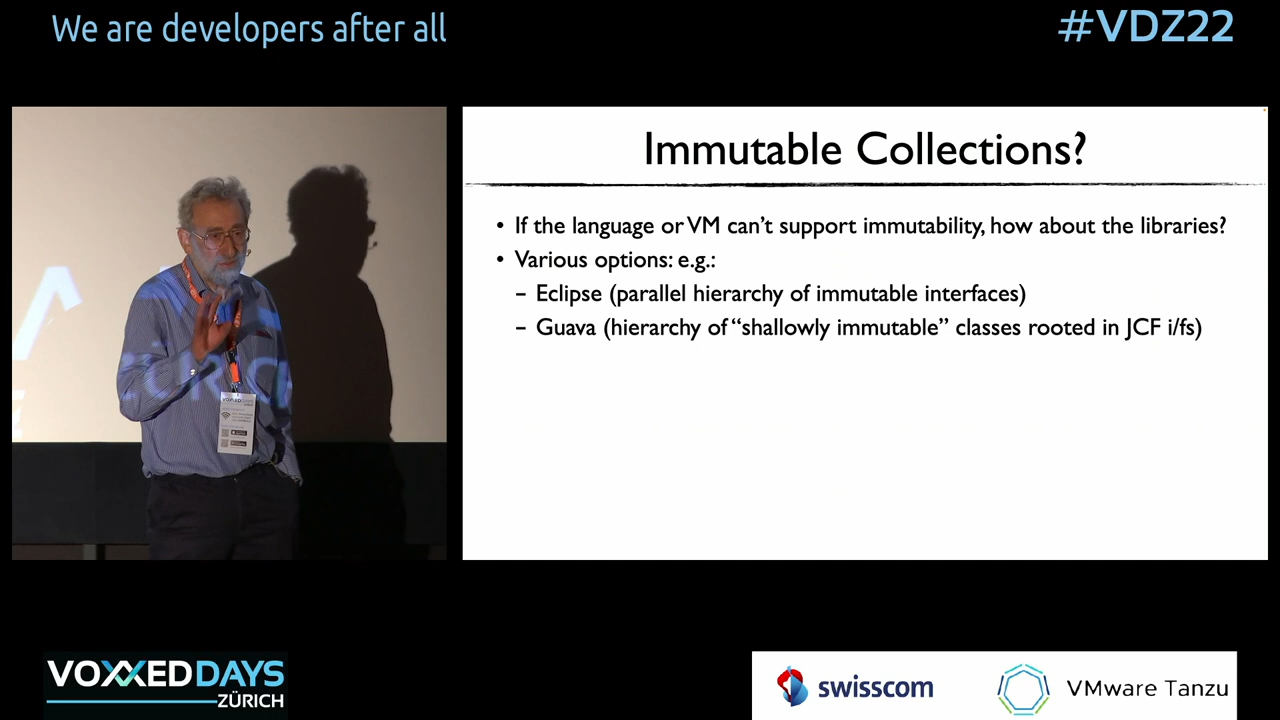 We are developers after all
#VDZ22
Immutable Collections?
• If the language or VM can't support immutability, how about the libraries?
• Various options: e.g.:
– Eclipse (parallel hierarchy of immutable interfaces)
– Guava (hierarchy of “shallowly immutable” classes rooted in JCF i/fs)
VOXXED DAYS
ZÜRICH
swisscom
VMware Tanzu